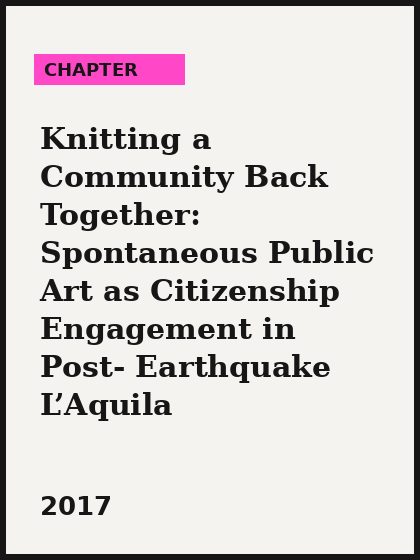 CHAPTER
Knitting a
Community Back
Together:
Spontaneous Public
Art as Citizenship
Engagement in
Post- Earthquake
L’Aquila
2017